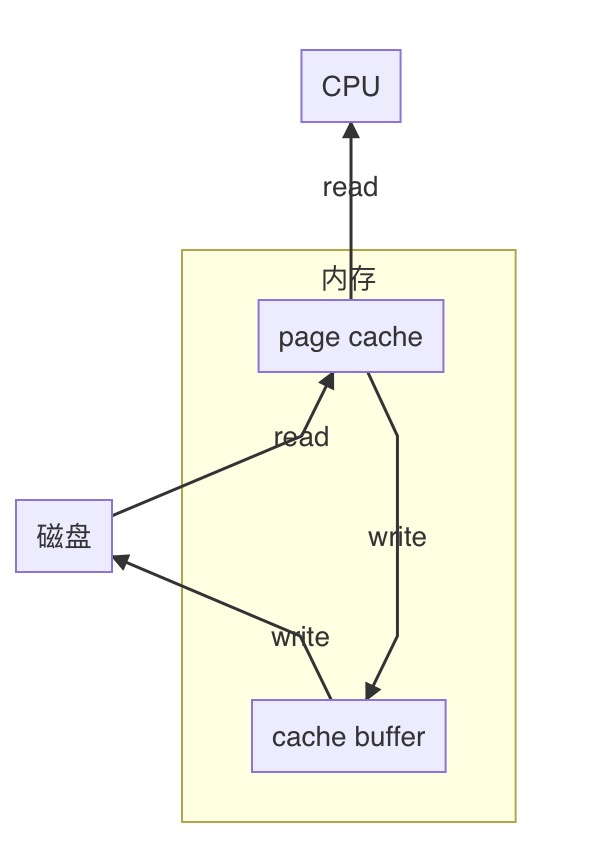 CPU
read
内存
page cache
read
磁盘
write
write
cache buffer